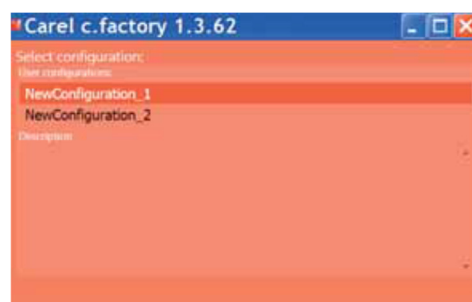 Carel c.factory 1.3.62
Select configuration:
User configurations:
NewConfiguration_1
NewConfiguration_2
Description